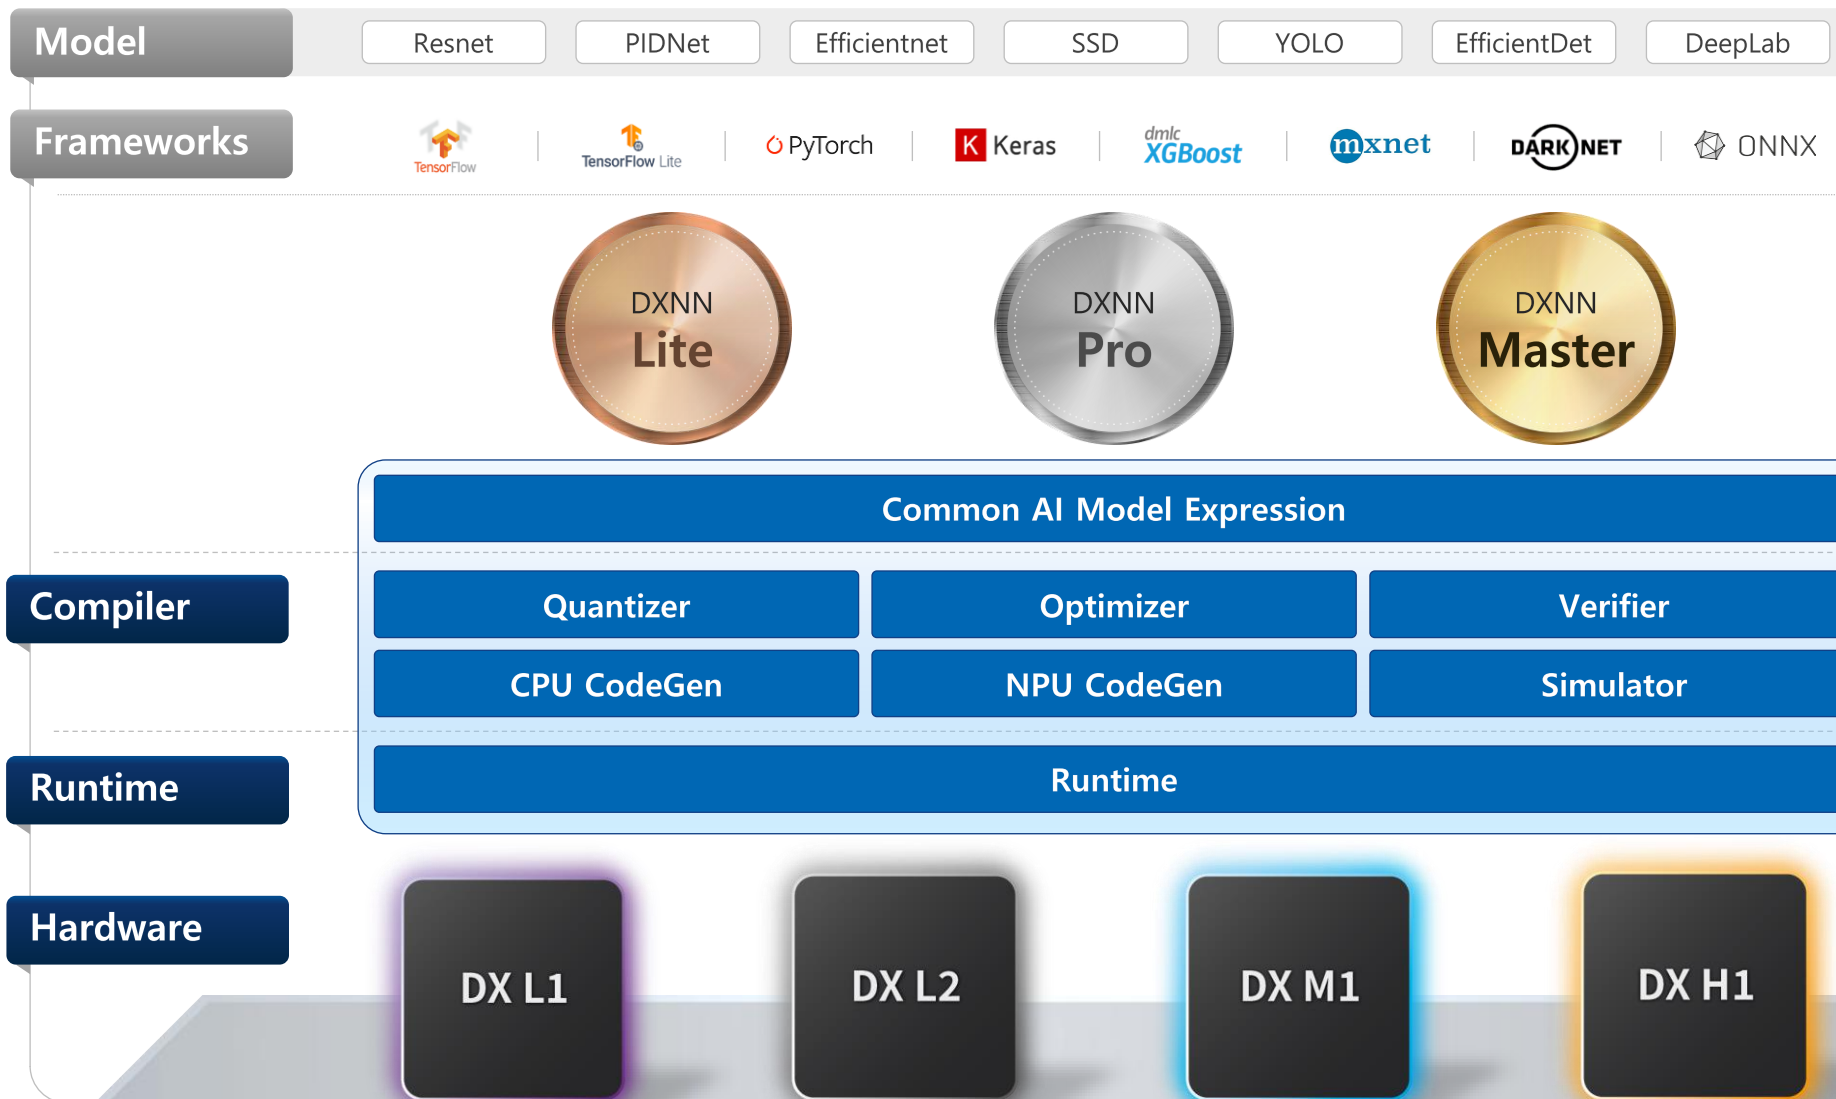 Model
Resnet
PIDNet
Efficientnet
SSD
YOLO
EfficientDet
DeepLab
Frameworks
TensorFlow
TensorFlow Lite
PyTorch
K Keras
dmlc
XGBoost
mxnet
DARKNET
ONNX
DXNN
Lite
DXNN
Pro
DXNN
Master
Common AI Model Expression
Compiler
Quantizer
Optimizer
Verifier
CPU CodeGen
NPU CodeGen
Simulator
Runtime
Runtime
Hardware
DX L1
DX L2
DX M1
DX H1